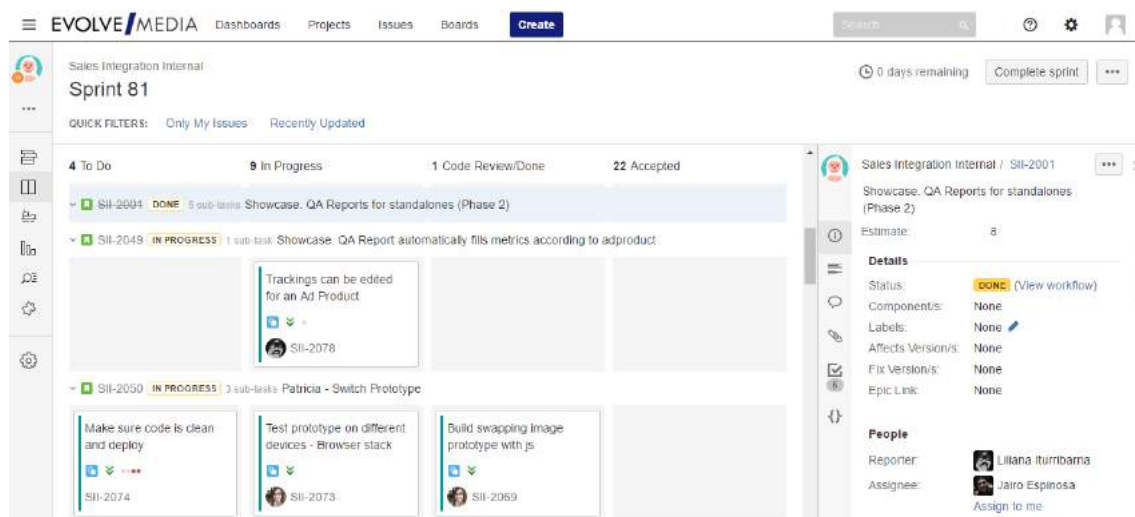 EVOLVE/MEDIA Dashboards Projects Issues Boards Create Search
Sales Integration Internal
Sprint 81
0 days remaining Complete sprint
QUICK FILTERS: Only My Issues Recently Updated
4 To Do 9 In Progress 1 Code Review/Done 22 Accepted
SII-2001 DONE 5 sub-tasks Showcase. QA Reports for standalones (Phase 2)
SII-2049 IN PROGRESS 1 sub-task Showcase. QA Report automatically fills metrics according to adproduct
Trackings can be edited
for an Ad Product
SII-2078
SII-2050 IN PROGRESS 3 sub-tasks Patricia - Switch Prototype
Make sure code is clean
and deploy
SII-2074
Test prototype on different
devices - Browser stack
SII-2073
Build swapping image
prototype with js
SII-2069
Sales Integration Internal / SII-2001
Showcase. QA Reports for standalones
(Phase 2)
Estimate: 8
Details
Status: DONE (View workflow)
Component/s: None
Labels: None
Affects Version/s: None
Fix Version/s: None
Epic Link: None
6
People
Reporter: Liliana Iturribarria
Assignee: Jairo Espinosa
Assign to me